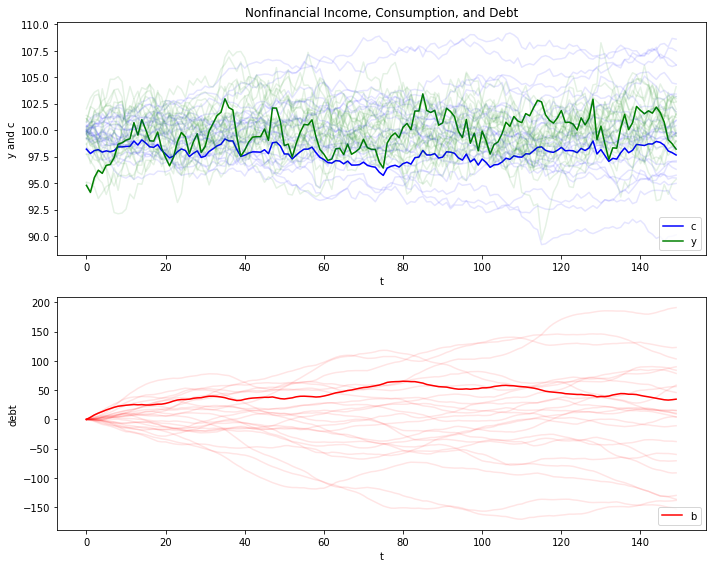 Nonfinancial Income, Consumption, and Debt
110.0
107.5
105.0
102.5
100.0
97.5
95.0
92.5
90.0
y and c
c
y
0 20 40 60 80 100 120 140
t
200
150
100
50
0
−50
−100
−150
debt
b
0 20 40 60 80 100 120 140
t